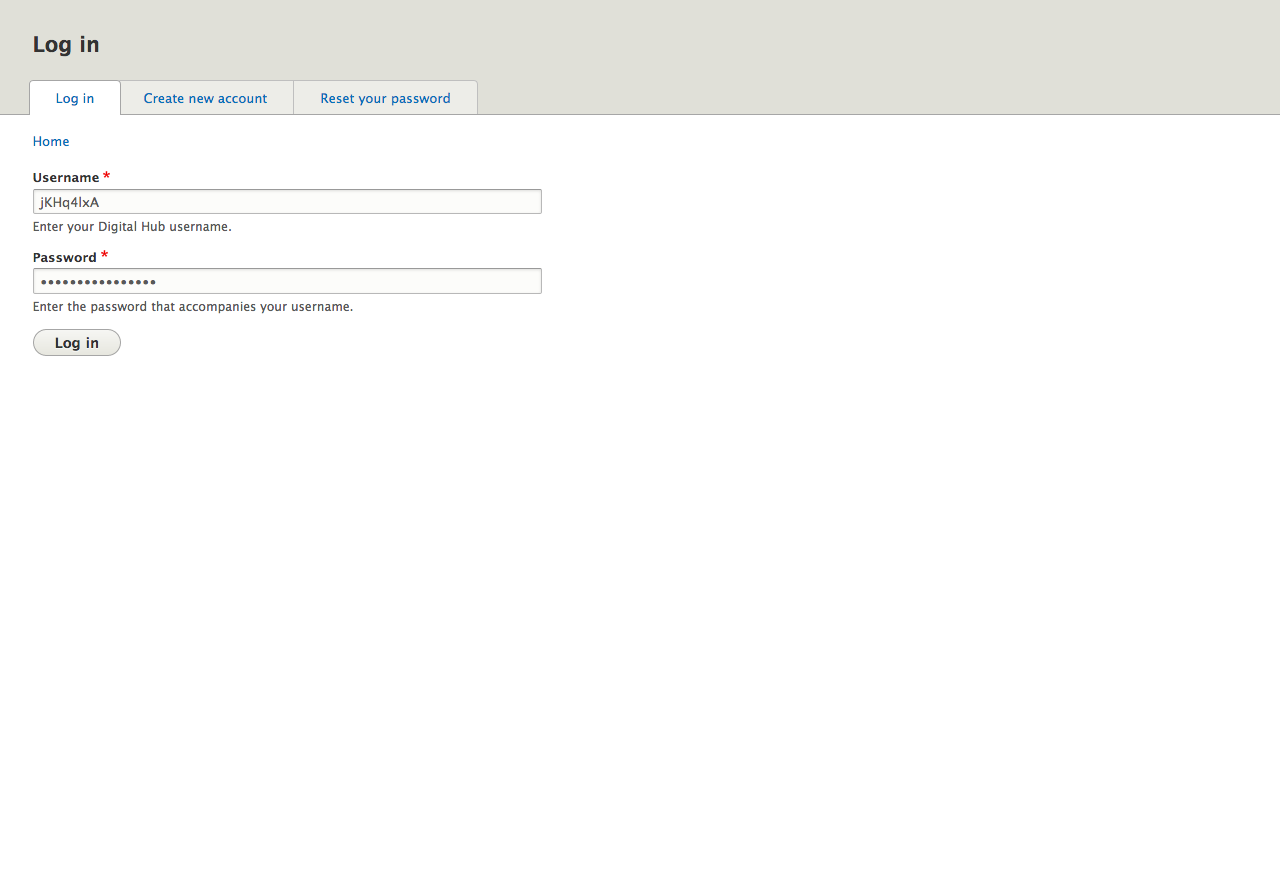 Log in
Log in
Create new account
Reset your password
Home
Username *
jKHq4lxA
Enter your Digital Hub username.
Password *
••••••••••••••••
Enter the password that accompanies your username.
Log in